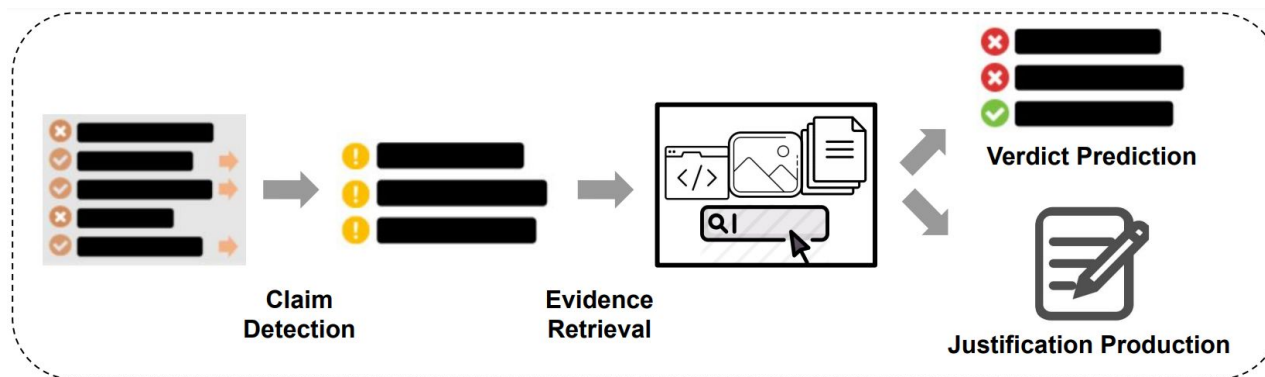 Claim
Detection
Evidence
Retrieval
Verdict Prediction
Justification Production